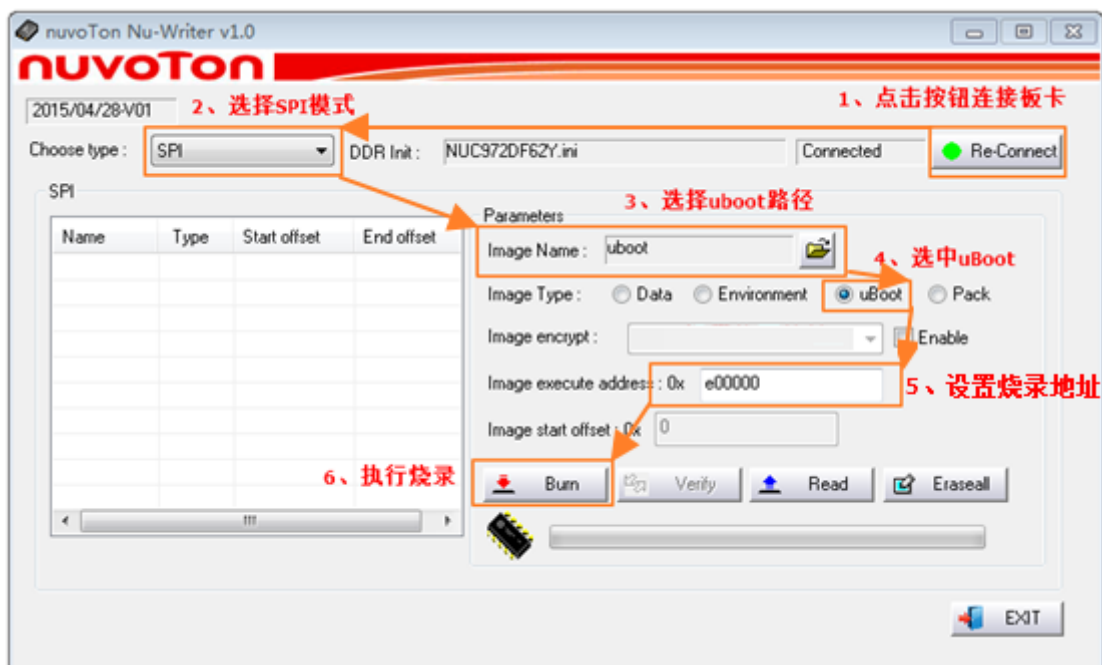 nuvoTon Nu-Writer v1.0
nuvoTon
2015/04/28-V01
2、选择SPI模式
1、点击按钮连接板卡
Choose type : SPI DDR Init : NUC972DF62Y.ini Connected Re-Connect
SPI
3、选择uboot路径
Parameters
Name Type Start offset End offset
Image Name : uboot
4、选中uBoot
Image Type : Data Environment uBoot Pack
Image encrypt : Enable
Image execute address : 0x e00000
5、设置烧录地址
Image start offset : 0x 0
6、执行烧录
Burn Verify Read Eraseall
EXIT